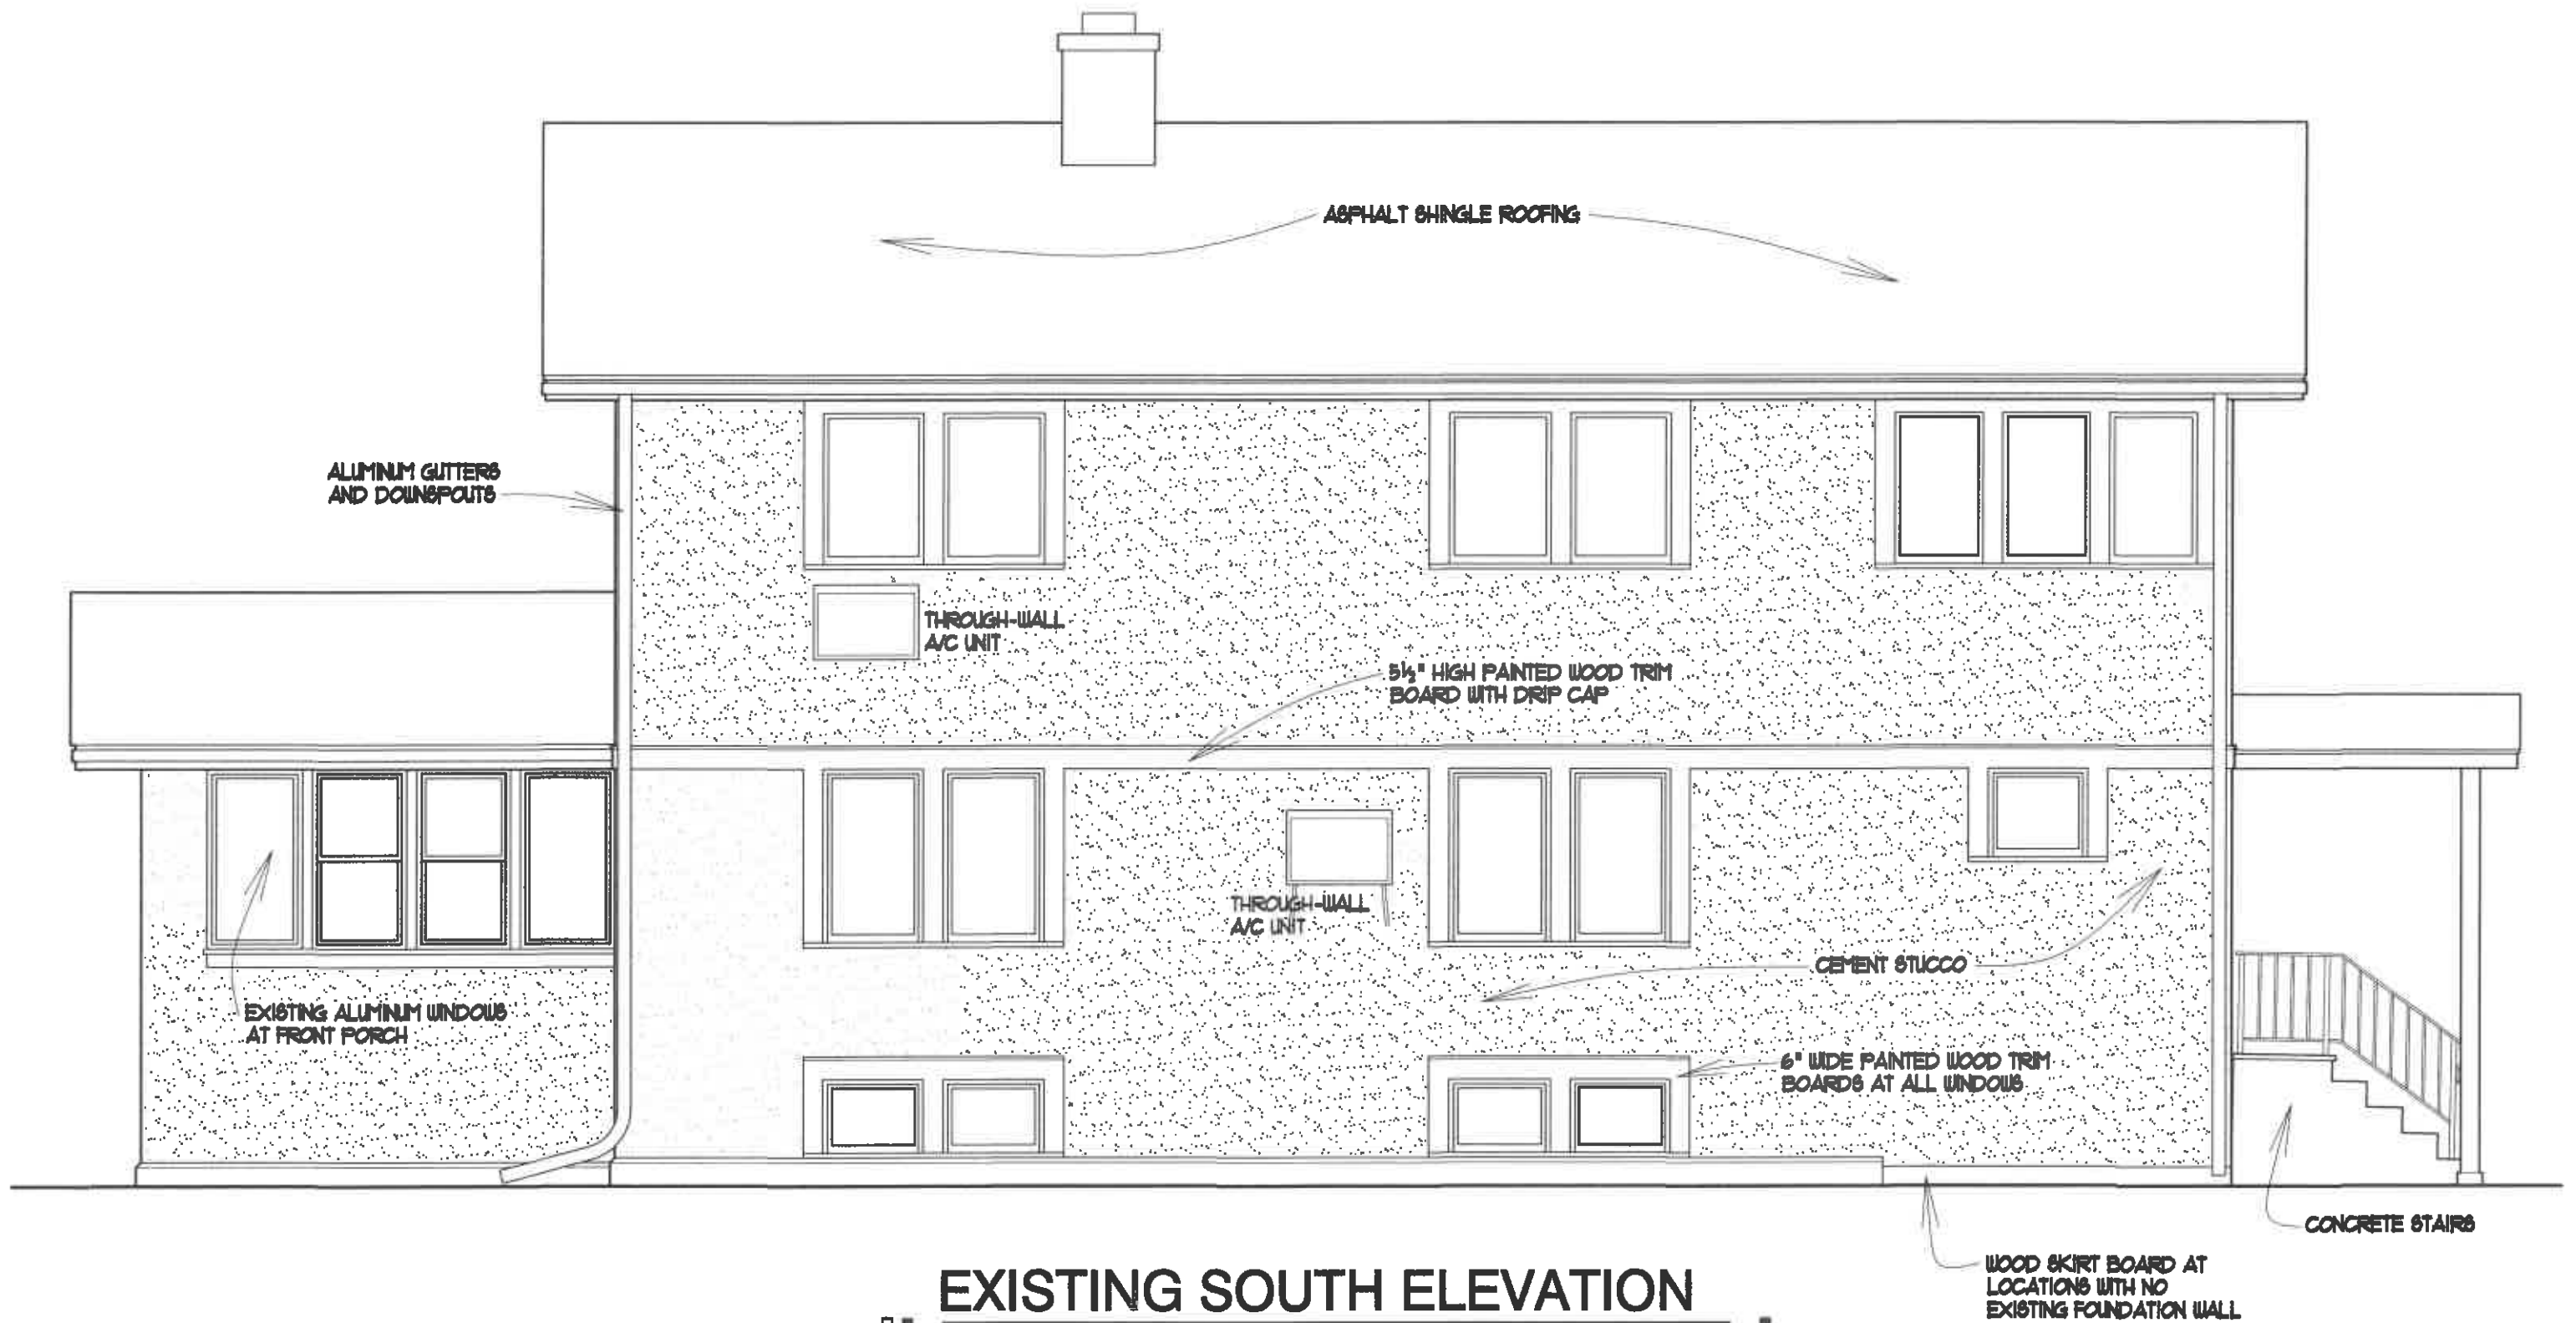 ASPHALT SHINGLE ROOFING
ALUMINUM GUTTERS
AND DOWNSPOUTS
THROUGH-WALL
A/C UNIT
5½" HIGH PAINTED WOOD TRIM
BOARD WITH DRIP CAP
THROUGH-WALL
A/C UNIT
CEMENT STUCCO
EXISTING ALUMINUM WINDOWS
AT FRONT PORCH
6" WIDE PAINTED WOOD TRIM
BOARDS AT ALL WINDOWS
CONCRETE STAIRS
WOOD SKIRT BOARD AT
LOCATIONS WITH NO
EXISTING FOUNDATION WALL
EXISTING SOUTH ELEVATION